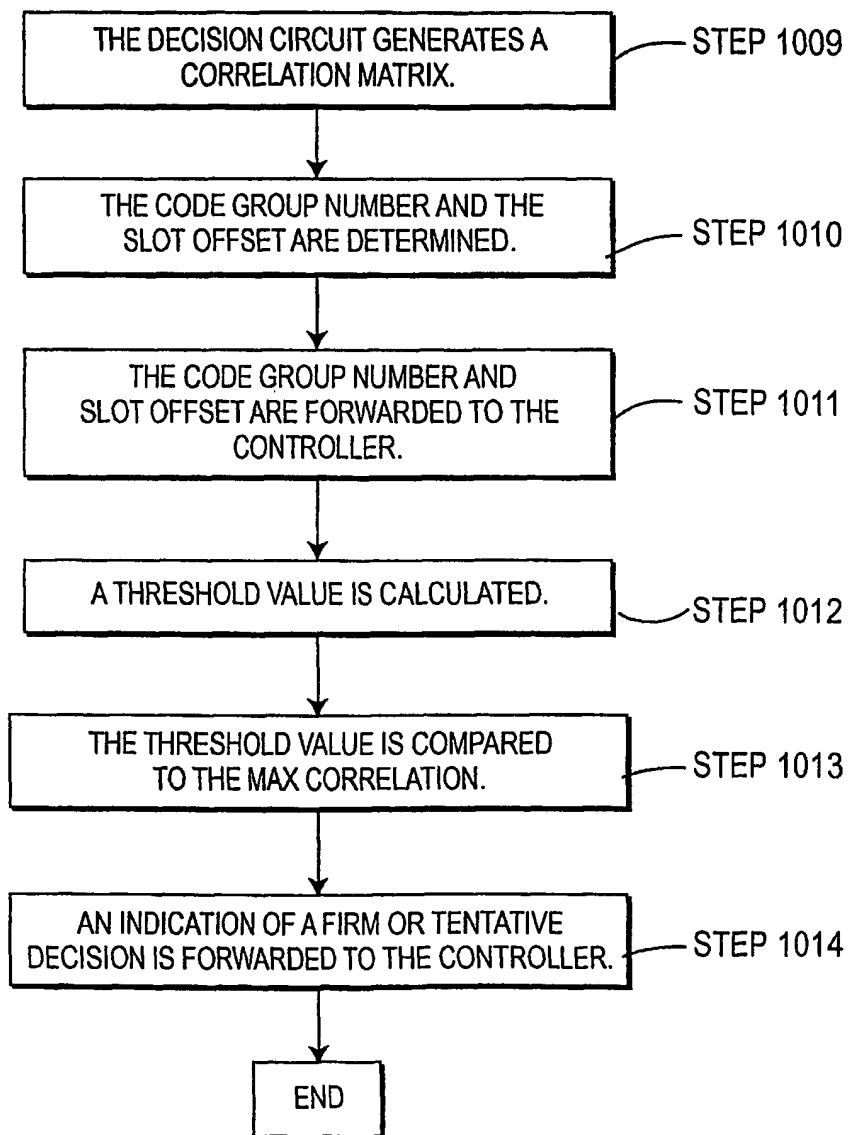 THE DECISION CIRCUIT GENERATES A
CORRELATION MATRIX.
STEP 1009
THE CODE GROUP NUMBER AND THE
SLOT OFFSET ARE DETERMINED.
STEP 1010
THE CODE GROUP NUMBER AND
SLOT OFFSET ARE FORWARDED TO THE
CONTROLLER.
STEP 1011
A THRESHOLD VALUE IS CALCULATED.
STEP 1012
THE THRESHOLD VALUE IS COMPARED
TO THE MAX CORRELATION.
STEP 1013
AN INDICATION OF A FIRM OR TENTATIVE
DECISION IS FORWARDED TO THE CONTROLLER.
STEP 1014
END